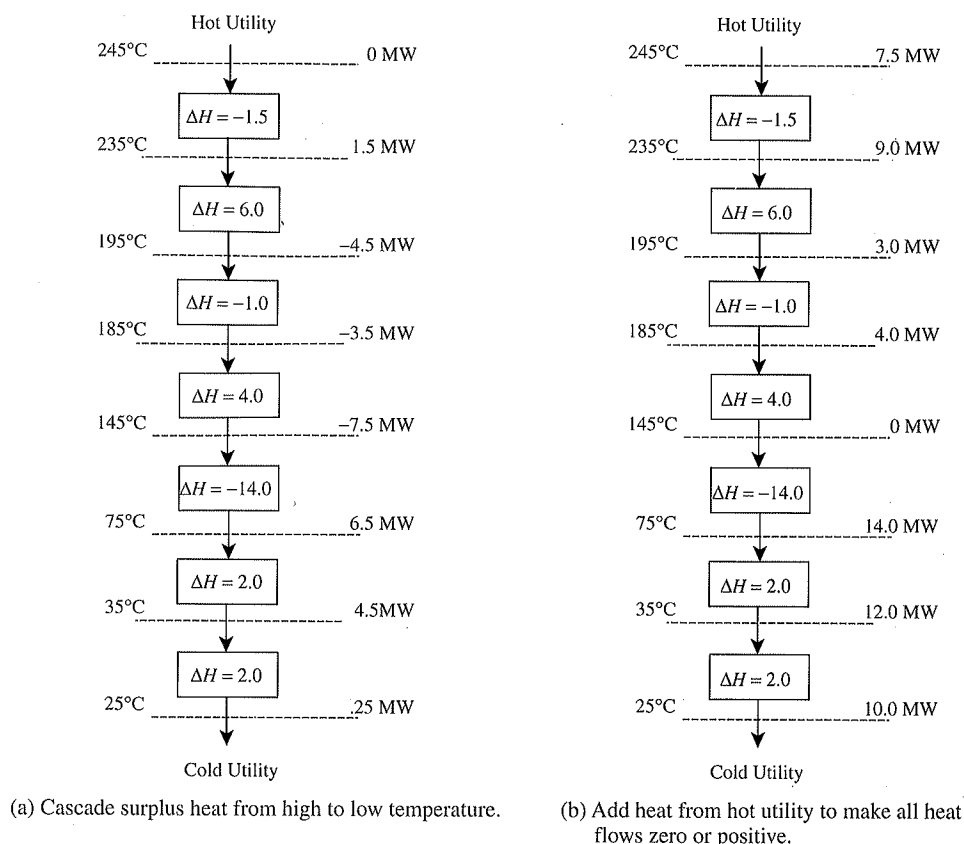 Hot Utility
245°C 0 MW
ΔH = −1.5
235°C 1.5 MW
ΔH = 6.0
195°C −4.5 MW
ΔH = −1.0
185°C −3.5 MW
ΔH = 4.0
145°C −7.5 MW
ΔH = −14.0
75°C 6.5 MW
ΔH = 2.0
35°C 4.5MW
ΔH = 2.0
25°C .25 MW
Cold Utility
(a) Cascade surplus heat from high to low temperature.
Hot Utility
245°C 7.5 MW
ΔH = −1.5
235°C 9.0 MW
ΔH = 6.0
195°C 3.0 MW
ΔH = −1.0
185°C 4.0 MW
ΔH = 4.0
145°C 0 MW
ΔH = −14.0
75°C 14.0 MW
ΔH = 2.0
35°C 12.0 MW
ΔH = 2.0
25°C 10.0 MW
Cold Utility
(b) Add heat from hot utility to make all heat
flows zero or positive.